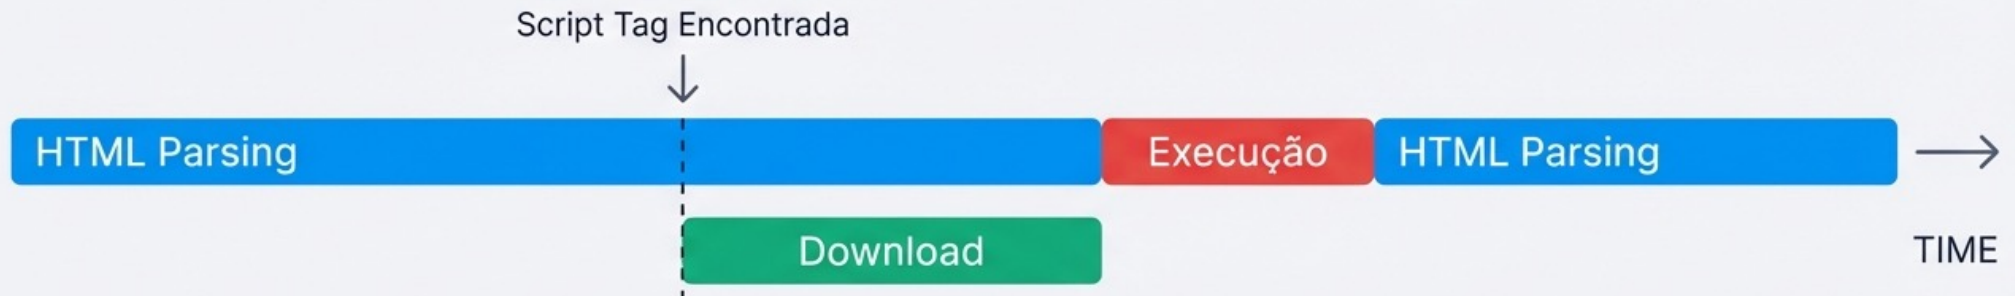 Script Tag Encontrada
HTML Parsing
Execução
HTML Parsing
Download
TIME